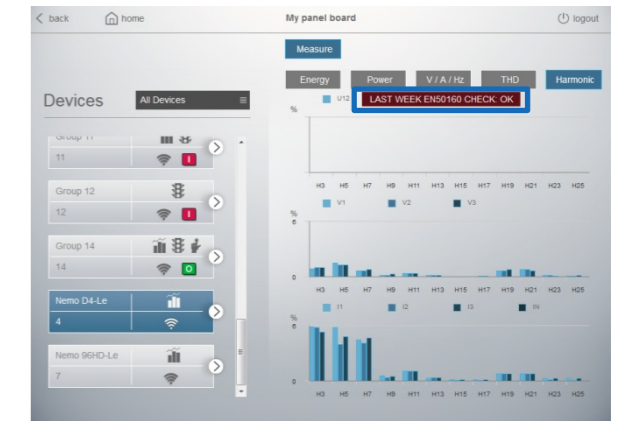 back
home
My panel board
logout
Measure
Energy
Power
V / A / Hz
THD
Harmonic
Devices
All Devices
Group 11
11
I
Group 12
12
I
Group 14
14
O
Nemo D4-Le
4
Nemo 96HD-Le
7
U12
LAST WEEK EN50160 CHECK: OK
%
H3 H5 H7 H9 H11 H13 H15 H17 H19 H21 H23 H25
V1 V2 V3
%
6
0
H3 H5 H7 H9 H11 H13 H15 H17 H19 H21 H23 H25
I1 I2 I3 IN
%
6
0
H3 H5 H7 H9 H11 H13 H15 H17 H19 H21 H23 H25